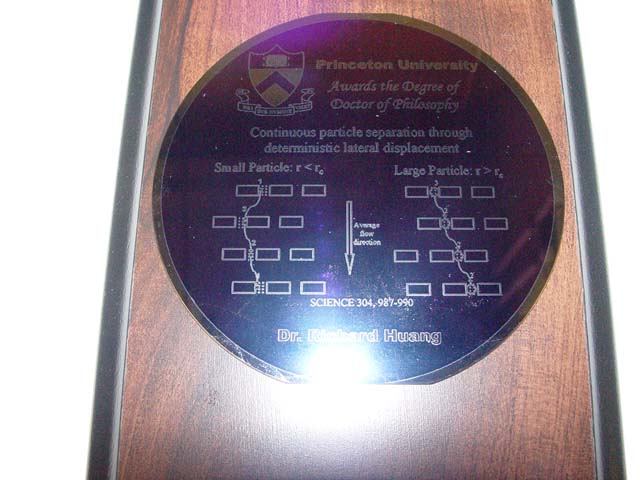 Princeton University
Awards the Degree of
Doctor of Philosophy
Continuous particle separation through
deterministic lateral displacement
Small Particle: r < rc
Large Particle: r > rc
Average
flow
direction
SCIENCE 304, 987-990
Dr. Richard Huang